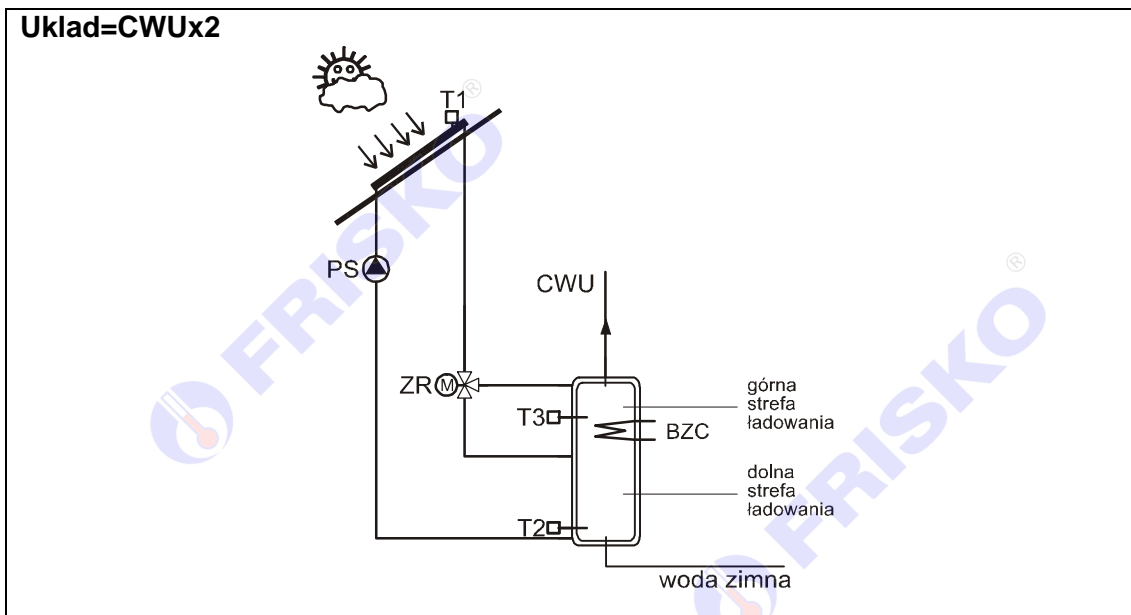 Uklad=CWUx2
T1
PS
CWU
ZR
M
T3
BZC
górna
strefa
ładowania
T2
dolna
strefa
ładowania
woda zimna
FRISKO ®
FRISKO ®
FRISKO